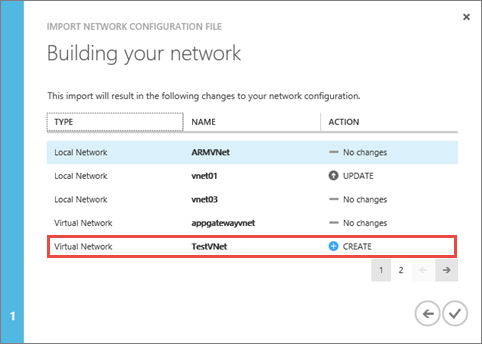 IMPORT NETWORK CONFIGURATION FILE
Building your network
This import will result in the following changes to your network configuration.
TYPE NAME ACTION
Local Network ARMVNet No changes
Local Network vnet01 UPDATE
Local Network vnet03 No changes
Virtual Network appgatewayvnet No changes
Virtual Network TestVNet CREATE
1 2
1